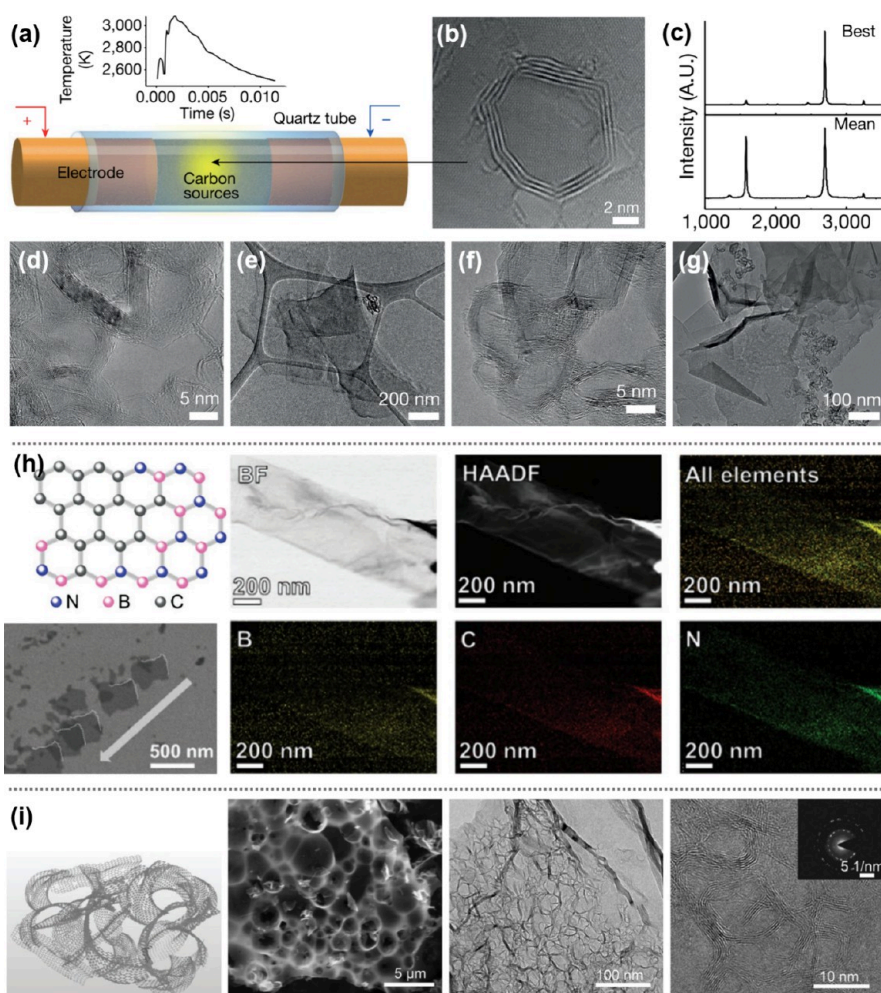 (a)
Temperature
(K)
3,000
2,800
2,600
0.000 0.005 0.010
Time (s)
+
−
Quartz tube
Electrode
Carbon
sources
(b)
2 nm
(c)
Intensity (A.U.)
Best
Mean
1,000 2,000 3,000
(d)
5 nm
(e)
200 nm
(f)
5 nm
(g)
100 nm
(h)
N B C
BF
200 nm
HAADF
200 nm
All elements
200 nm
500 nm
B
200 nm
C
200 nm
N
200 nm
(i)
5 µm
100 nm
5 1/nm
10 nm